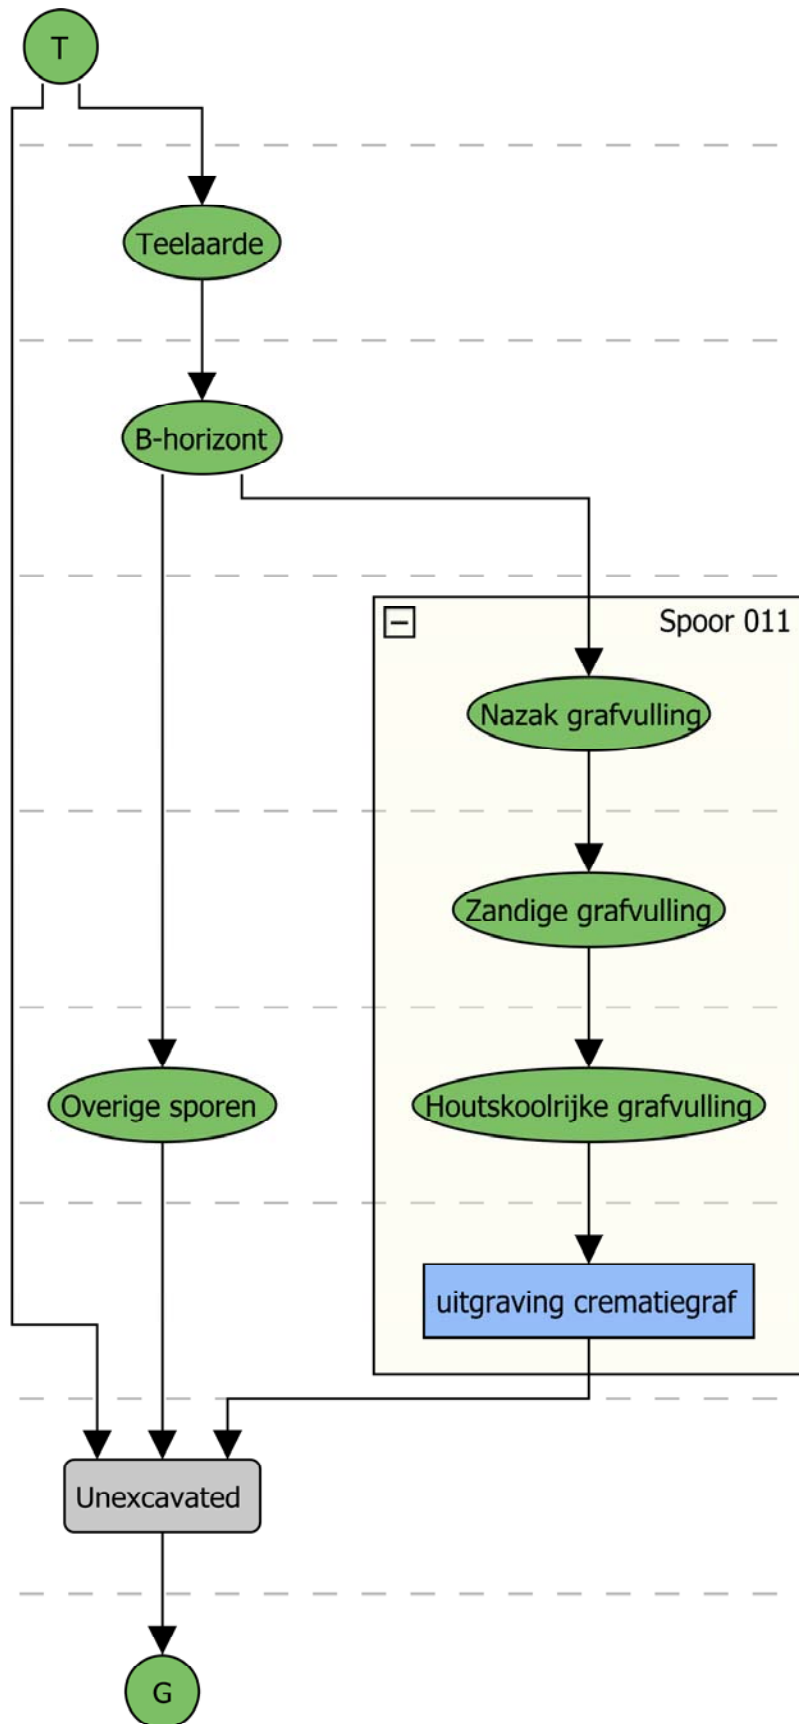 T
Teelaarde
B-horizont
Spoor 011
Nazak grafvulling
Zandige grafvulling
Overige sporen
Houtskoolrijke grafvulling
uitgraving crematiegraf
Unexcavated
G